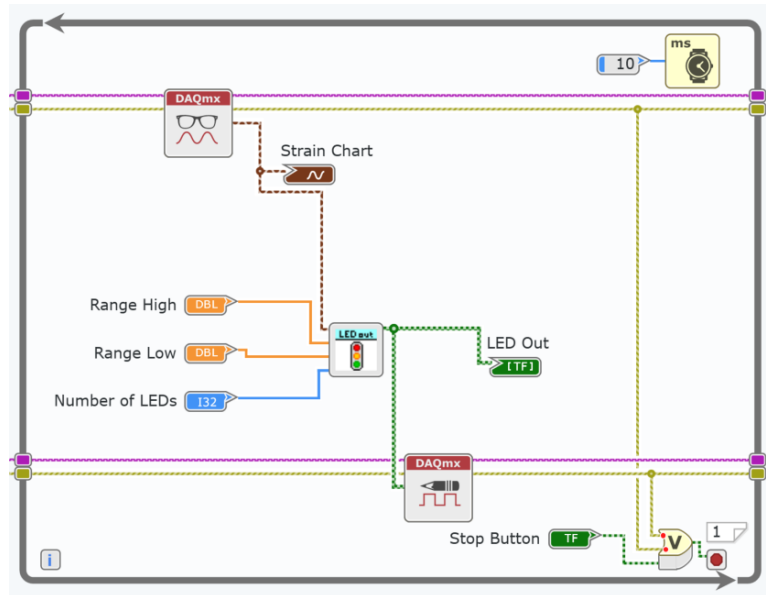 ms
10
DAQmx
Strain Chart
Range High DBL
LED out
Range Low DBL
LED Out
[TF]
Number of LEDs I32
DAQmx
Stop Button TF
V
1
i